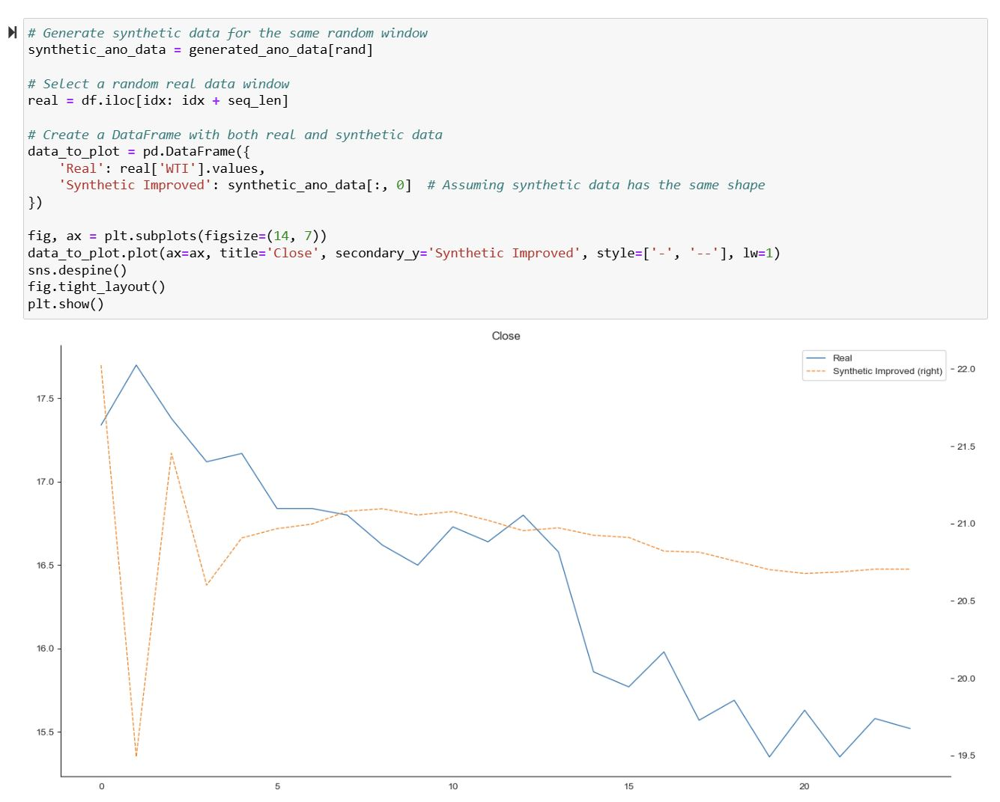 # Generate synthetic data for the same random window
synthetic_ano_data = generated_ano_data[rand]
# Select a random real data window
real = df.iloc[idx: idx + seq_len]
# Create a DataFrame with both real and synthetic data
data_to_plot = pd.DataFrame({
    'Real': real['WTI'].values,
    'Synthetic Improved': synthetic_ano_data[:, 0]  # Assuming synthetic data has the same shape
})
fig, ax = plt.subplots(figsize=(14, 7))
data_to_plot.plot(ax=ax, title='Close', secondary_y='Synthetic Improved', style=['-', '--'], lw=1)
sns.despine()
fig.tight_layout()
plt.show()
Close
Real
Synthetic Improved (right)
17.5
17.0
16.5
16.0
15.5
22.0
21.5
21.0
20.5
20.0
19.5
0 5 10 15 20